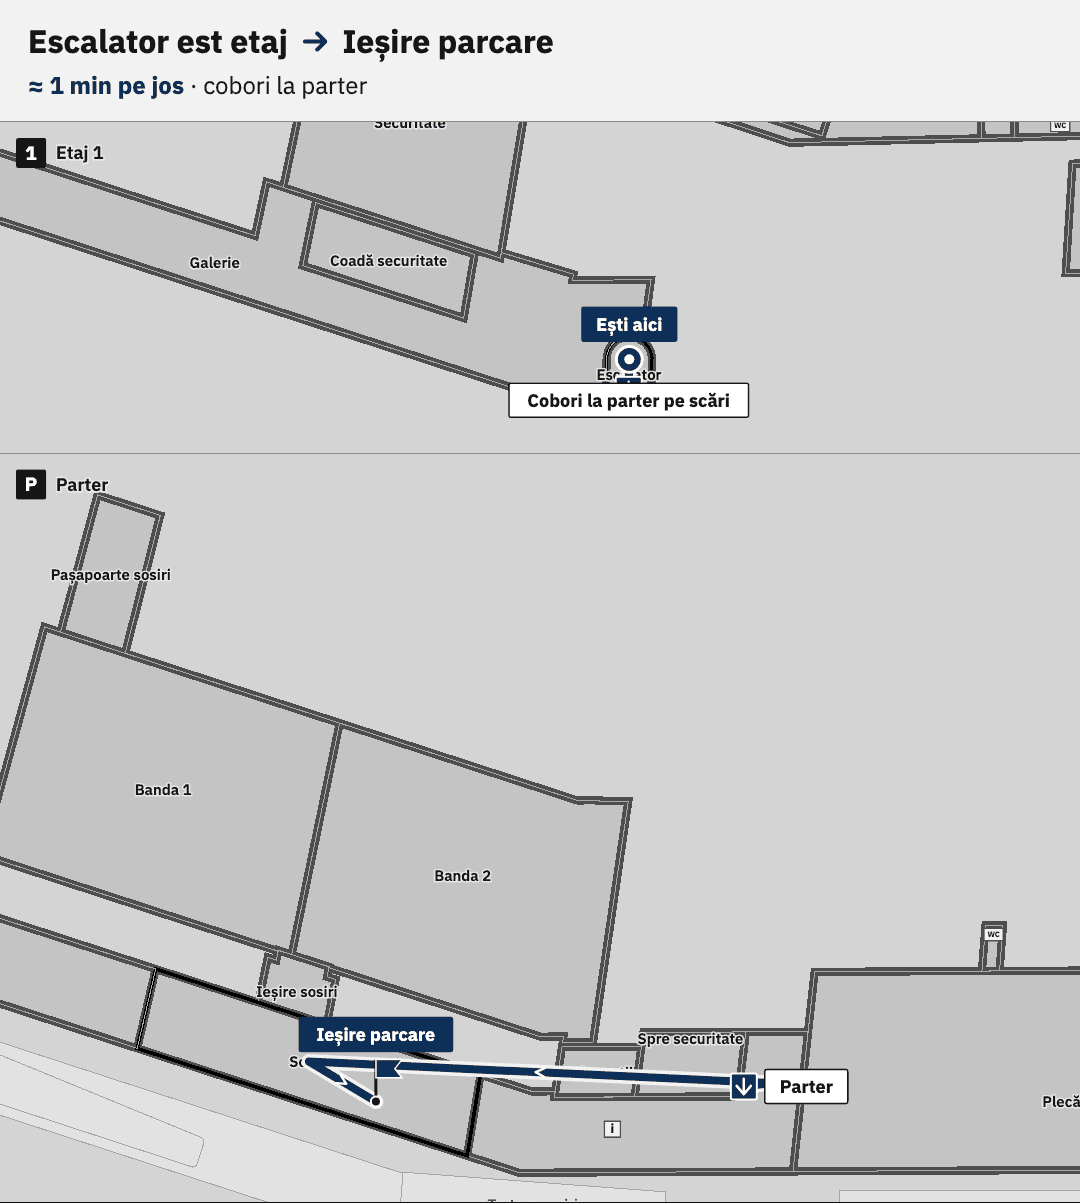 Escalator est etaj → Ieșire parcare
≈ 1 min pe jos · cobori la parter
Securitate
wc
1 Etaj 1
Galerie
Coadă securitate
Ești aici
Cobori la parter pe scări
P Parter
Pașapoarte sosiri
Banda 1
Banda 2
wc
Ieșire sosiri
Ieșire parcare
Spre securitate
Parter
i